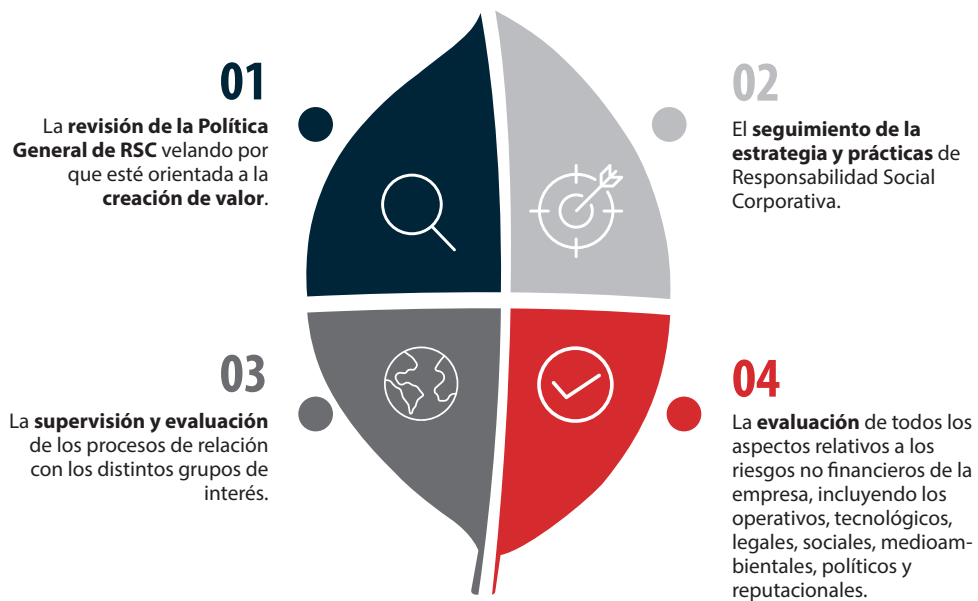 01
La revisión de la Política
General de RSC velando por
que esté orientada a la
creación de valor.
02
El seguimiento de la
estrategia y prácticas de
Responsabilidad Social
Corporativa.
03
La supervisión y evaluación
de los procesos de relación
con los distintos grupos de
interés.
04
La evaluación de todos los
aspectos relativos a los
riesgos no financieros de la
empresa, incluyendo los
operativos, tecnológicos,
legales, sociales, medioam-
bientales, políticos y
reputacionales.